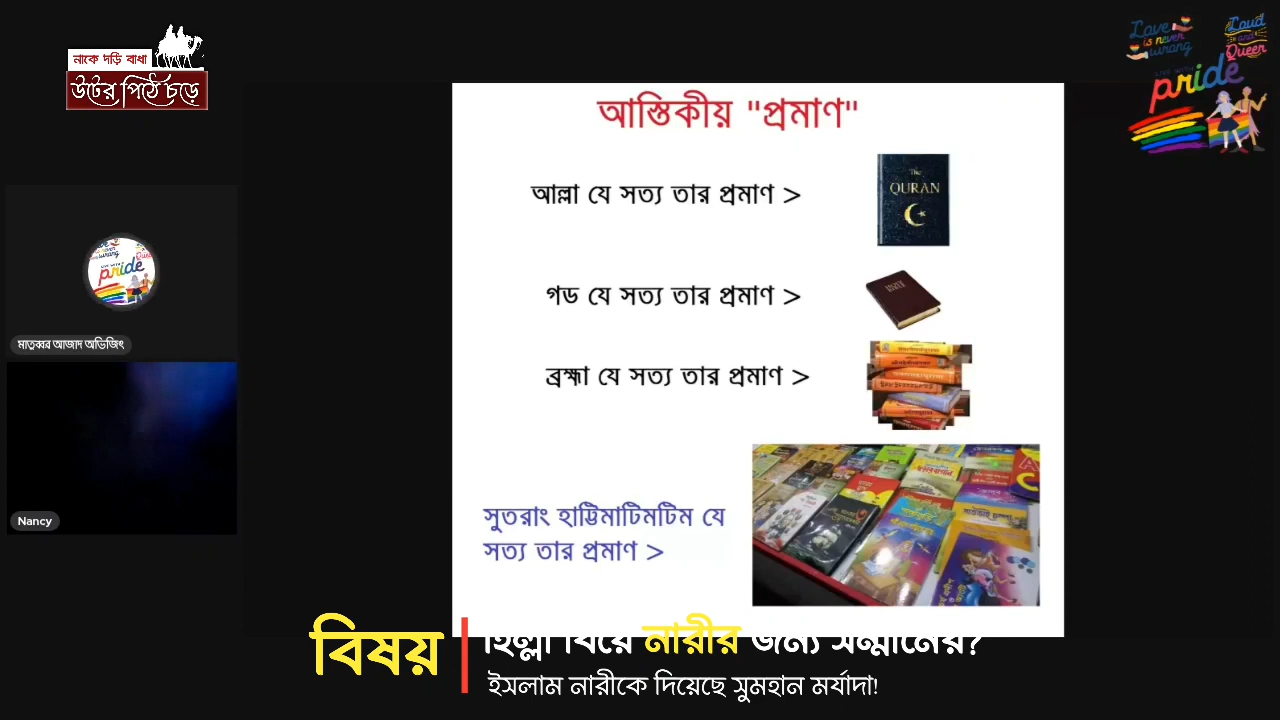 নাকে দড়ি বাধা
উটের পিঠে চড়ে
Love
is never
wrong
Loud
and
Queer
LIVE WITH
pride
আস্তিকীয় "প্রমাণ"
আল্লা যে সত্য তার প্রমাণ >
The
QURAN
গড যে সত্য তার প্রমাণ >
ব্রহ্মা যে সত্য তার প্রমাণ >
সুতরাং হাট্টিমাটিমটিম যে
সত্য তার প্রমাণ >
মাতুব্বর আজাদ অভিজিৎ
Nancy
বিষয়
হিল্লা বিয়ে নারীর জন্য সম্মানের?
ইসলাম নারীকে দিয়েছে সুমহান মর্যাদা!